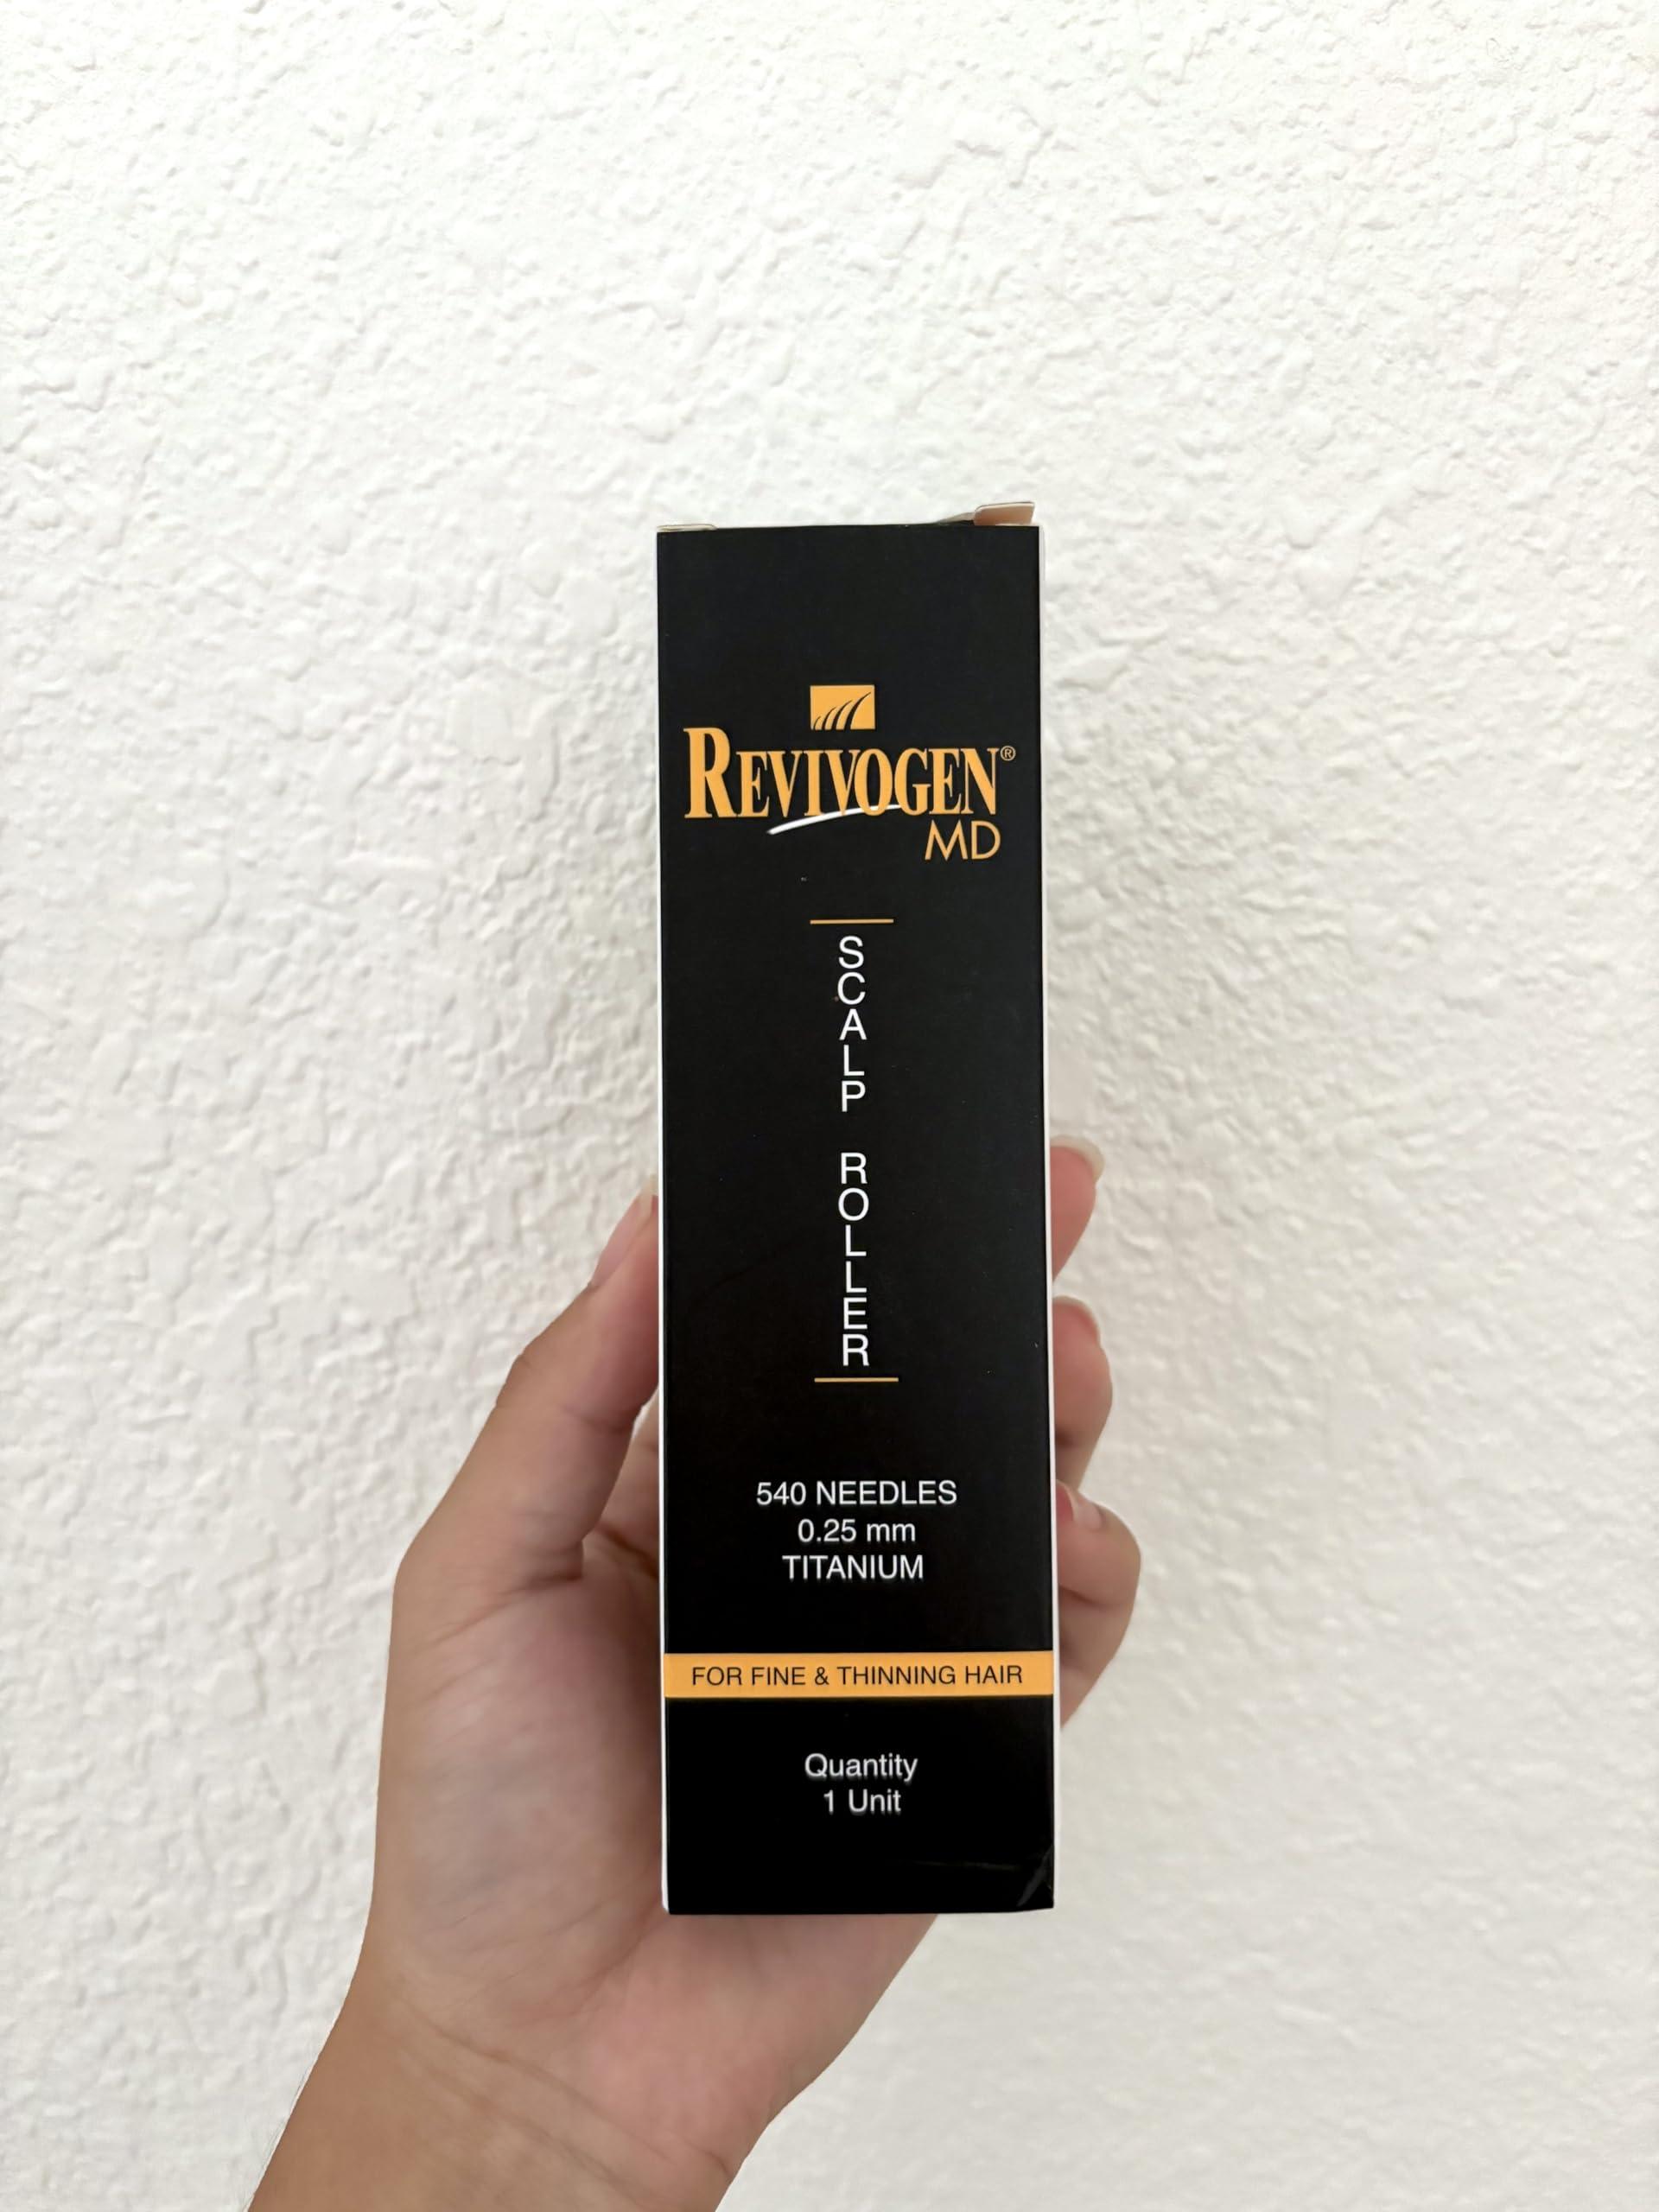 REVIVOGEN®
MD
SCALP ROLLER
540 NEEDLES
0.25 mm
TITANIUM
FOR FINE & THINNING HAIR
Quantity
1 Unit